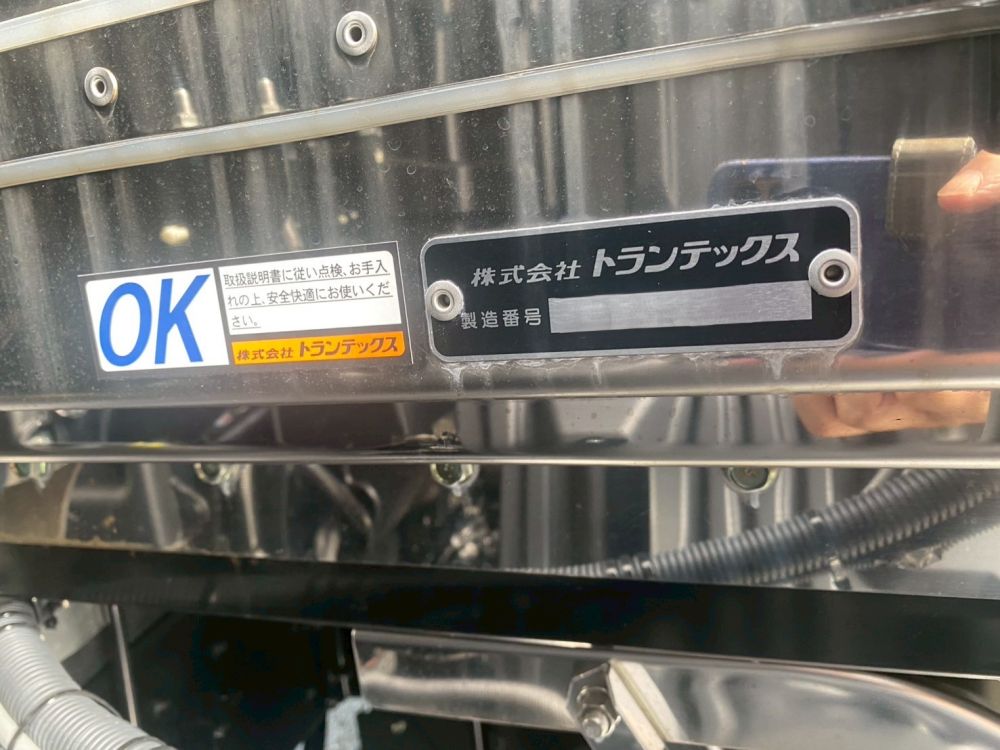 OK
取扱説明書に従い点検、お手入
れの上、安全快適にお使いくだ
さい。
株式会社 トランテックス
株式会社 トランテックス
製造番号